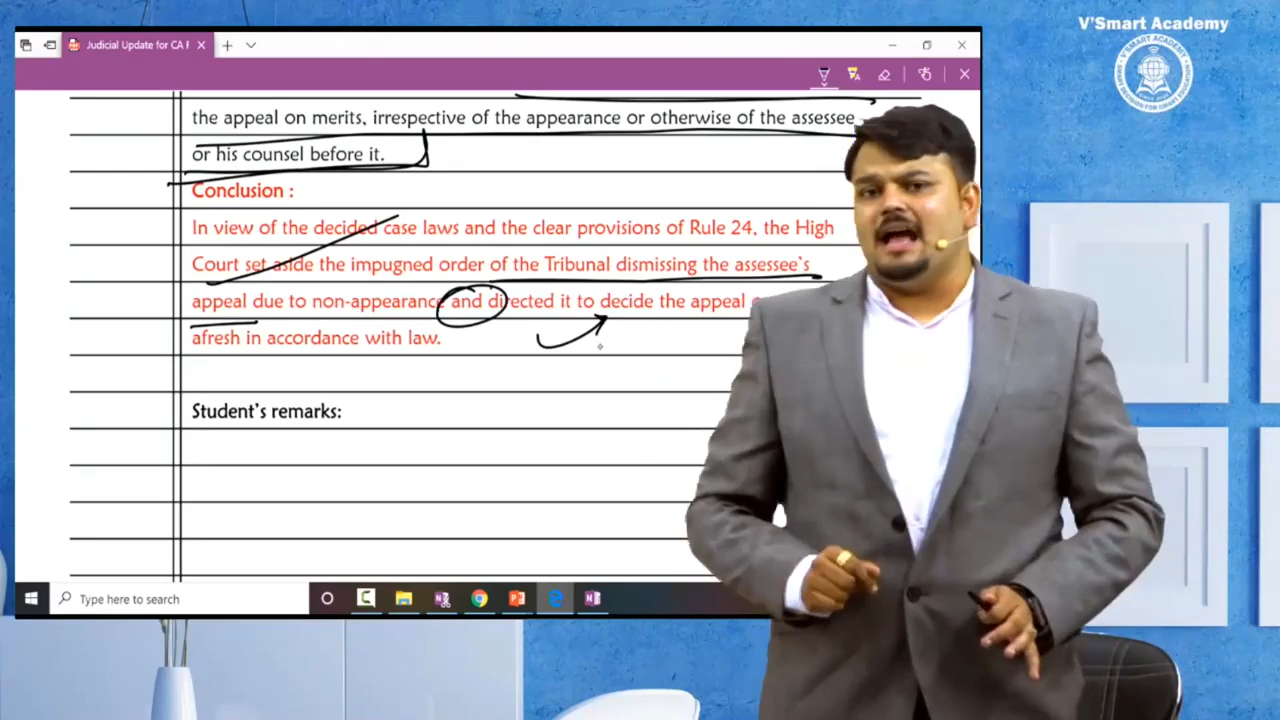 V'Smart Academy
Judicial Update for CA F
the appeal on merits, irrespective of the appearance or otherwise of the assessee
or his counsel before it.
Conclusion :
In view of the decided case laws and the clear provisions of Rule 24, the High
Court set aside the impugned order of the Tribunal dismissing the assessee's
appeal due to non-appearance and directed it to decide the appeal
afresh in accordance with law.
Student's remarks:
Type here to search